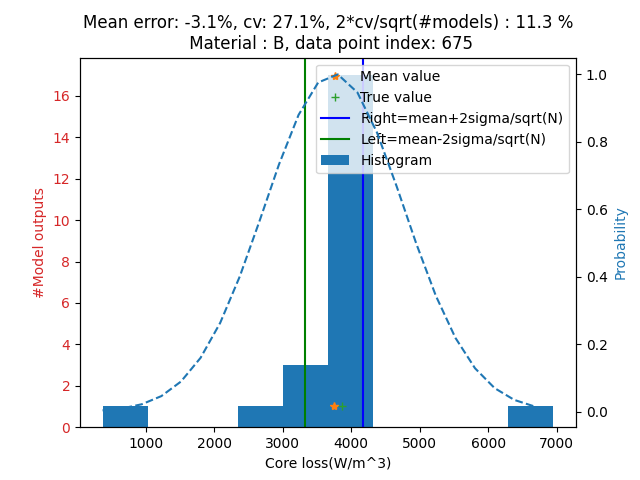 Mean error: -3.1%, cv: 27.1%, 2*cv/sqrt(#models) : 11.3 %
Material : B, data point index: 675
Mean value
True value
Right=mean+2sigma/sqrt(N)
Left=mean-2sigma/sqrt(N)
Histogram
#Model outputs
16
14
12
10
8
6
4
2
0
1.0
0.8
0.6
0.4
0.2
0.0
Probability
1000 2000 3000 4000 5000 6000 7000
Core loss(W/m^3)